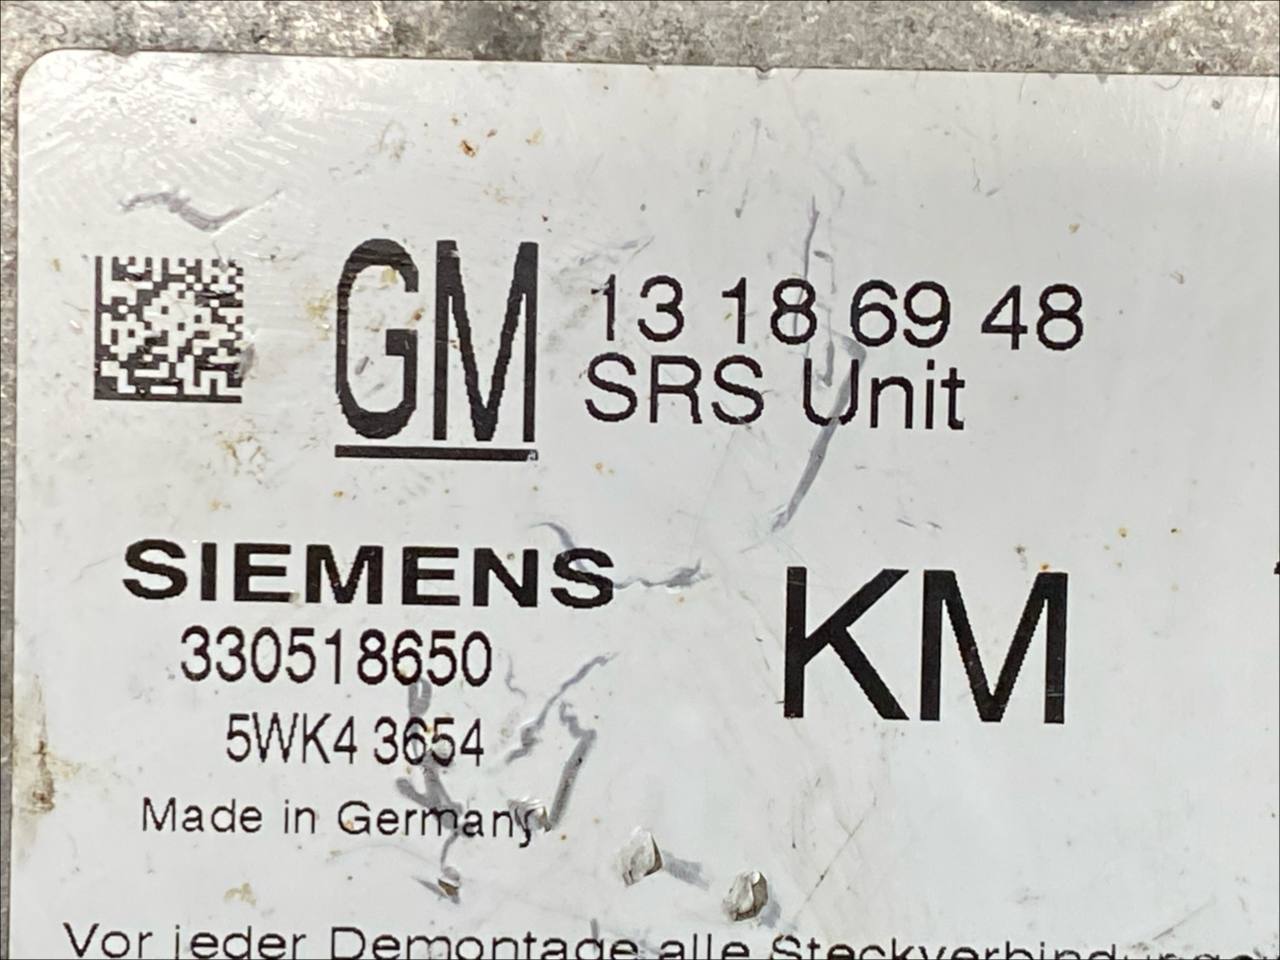 GM 13 18 69 48
SRS Unit
SIEMENS
KM
330518650
5WK4 3654
Made in Germany
Vor jeder Demontage alle